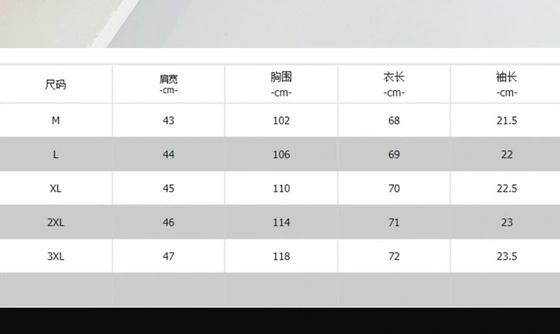 尺码 肩宽 -cm- 胸围 -cm- 衣长 -cm- 袖长 -cm-
M 43 102 68 21.5
L 44 106 69 22
XL 45 110 70 22.5
2XL 46 114 71 23
3XL 47 118 72 23.5